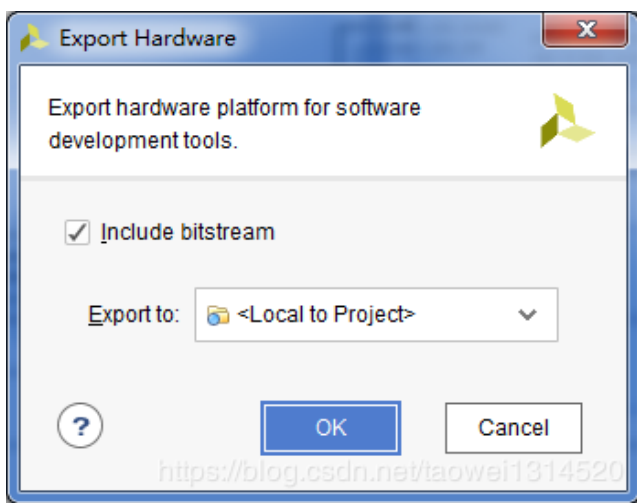 Export Hardware
Export hardware platform for software
development tools.
Include bitstream
Export to: <Local to Project>
? OK Cancel
https://blog.csdn.net/taowei1314520